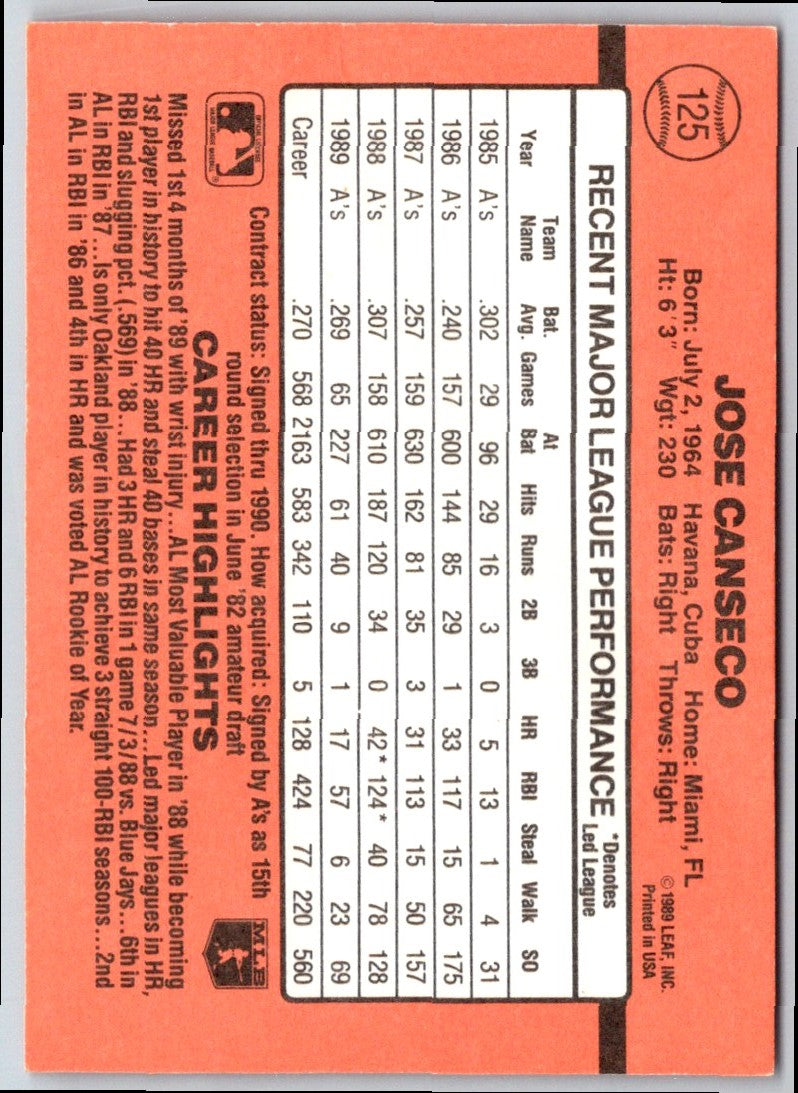 125
JOSE CANSECO
Born: July 2, 1964 Havana, Cuba Home: Miami, FL
Ht: 6'3" Wgt: 230 Bats: Right Throws: Right
© 1989 LEAF, INC.
Printed in USA
RECENT MAJOR LEAGUE PERFORMANCE *Denotes Led League
Year Team Name Bat. Avg. Games At Bat Hits Runs 2B 3B HR RBI Steal Walk SO
1985 A's .302 29 96 29 16 3 0 5 13 1 4 31
1986 A's .240 157 600 144 85 29 1 33 117 15 65 175
1987 A's .257 159 630 162 81 35 3 31 113 15 50 157
1988 A's .307 158 610 187 120 34 0 42* 124* 40 78 128
1989 A's .269 65 227 61 40 9 1 17 57 6 23 69
Career .270 568 2163 583 342 110 5 128 424 77 220 560
OFFICIAL LICENSEE
MAJOR LEAGUE BASEBALL ®
Contract status: Signed thru 1990. How acquired: Signed by A's as 15th
round selection in June '82 amateur draft
MLB
CAREER HIGHLIGHTS
Missed 1st 4 months of '89 with wrist injury...AL Most Valuable Player in '88 while becoming
1st player in history to hit 40 HR and steal 40 bases in same season...Led major leagues in HR,
RBI and slugging pct. (.569) in '88...Had 3 HR and 6 RBI in 1 game 7/3/88 vs. Blue Jays...6th in
AL in RBI in '87...Is only Oakland player in history to achieve 3 straight 100-RBI seasons...2nd
in AL in RBI in '86 and 4th in HR and was voted AL Rookie of Year.